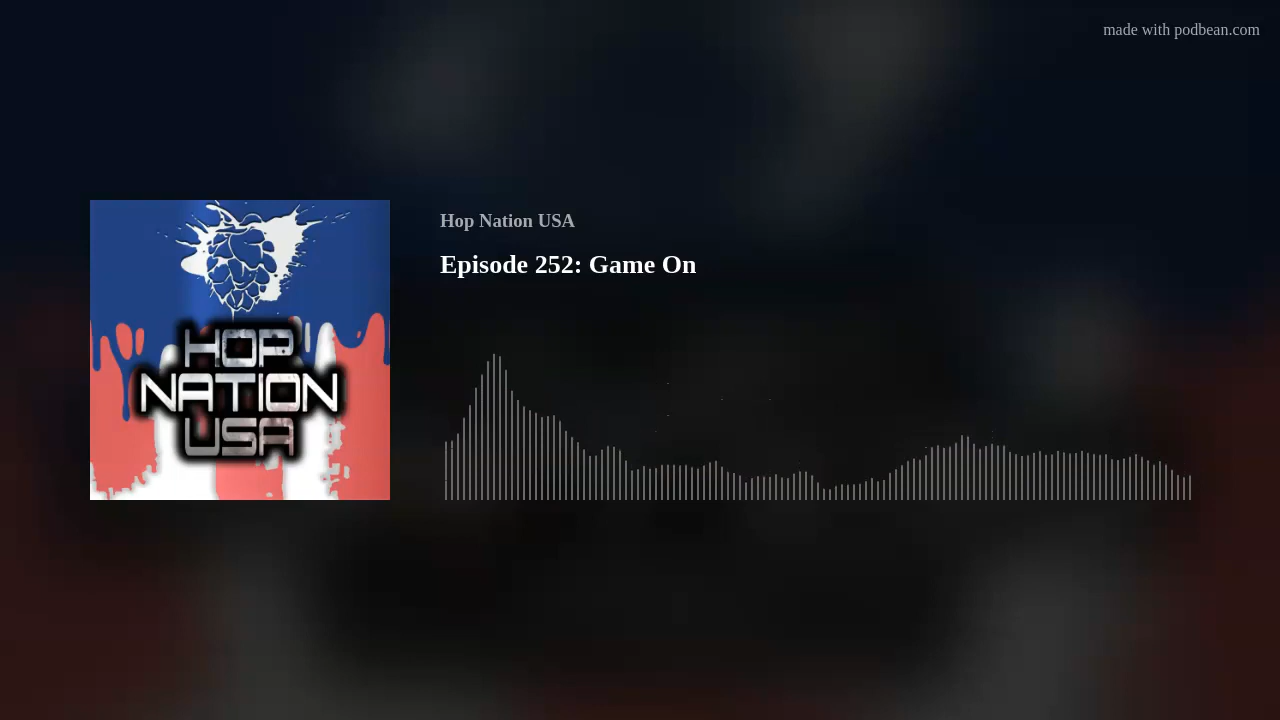 made with podbean.com
Hop Nation USA
Episode 252: Game On
HOP
NATION
USA